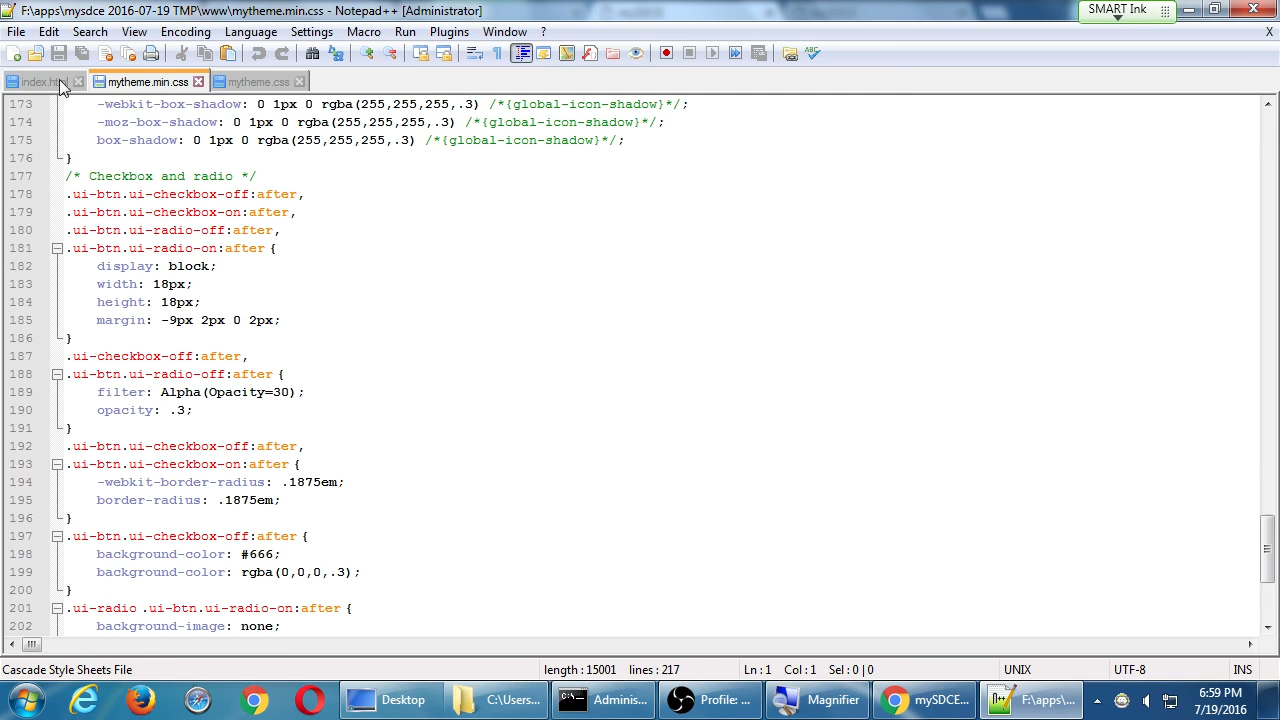 F:\apps\mysdce 2016-07-19 TMP\www\mytheme.min.css - Notepad++ [Administrator]
SMART Ink
File Edit Search View Encoding Language Settings Macro Run Plugins Window ? X
mytheme.min.css mytheme.css
173 -webkit-box-shadow: 0 1px 0 rgba(255,255,255,.3) /*{global-icon-shadow}*/;
174 -moz-box-shadow: 0 1px 0 rgba(255,255,255,.3) /*{global-icon-shadow}*/;
175 box-shadow: 0 1px 0 rgba(255,255,255,.3) /*{global-icon-shadow}*/;
176 }
177 /* Checkbox and radio */
178 .ui-btn.ui-checkbox-off:after,
179 .ui-btn.ui-checkbox-on:after,
180 .ui-btn.ui-radio-off:after,
181 .ui-btn.ui-radio-on:after {
182 display: block;
183 width: 18px;
184 height: 18px;
185 margin: -9px 2px 0 2px;
186 }
187 .ui-checkbox-off:after,
188 .ui-btn.ui-radio-off:after {
189 filter: Alpha(Opacity=30);
190 opacity: .3;
191 }
192 .ui-btn.ui-checkbox-off:after,
193 .ui-btn.ui-checkbox-on:after {
194 -webkit-border-radius: .1875em;
195 border-radius: .1875em;
196 }
197 .ui-btn.ui-checkbox-off:after {
198 background-color: #666;
199 background-color: rgba(0,0,0,.3);
200 }
201 .ui-radio .ui-btn.ui-radio-on:after {
202 background-image: none;
Cascade Style Sheets File length : 15001 lines : 217 Ln : 1 Col : 1 Sel : 0 | 0 UNIX UTF-8 INS
Desktop C:\Users... Adminis... Profile: ... Magnifier mySDCE... F:\apps\... 6:59 PM
7/19/2016